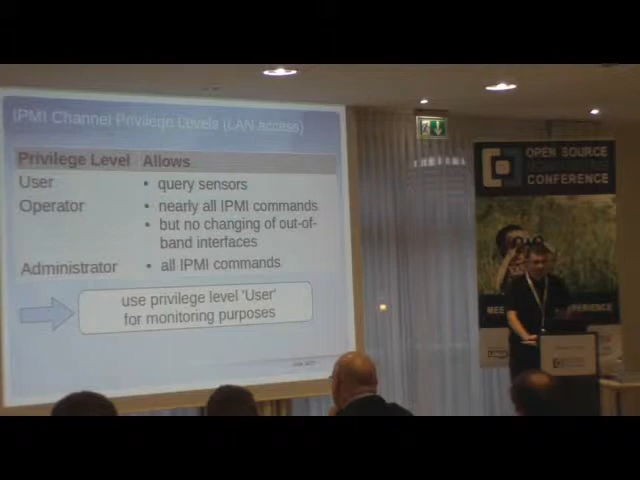 IPMI Channel Privilege Levels (LAN access)
Privilege Level Allows
User • query sensors
Operator • nearly all IPMI commands
• but no changing of out-of-
band interfaces
Administrator • all IPMI commands
use privilege level 'User'
for monitoring purposes
OPEN SOURCE
CONFERENCE